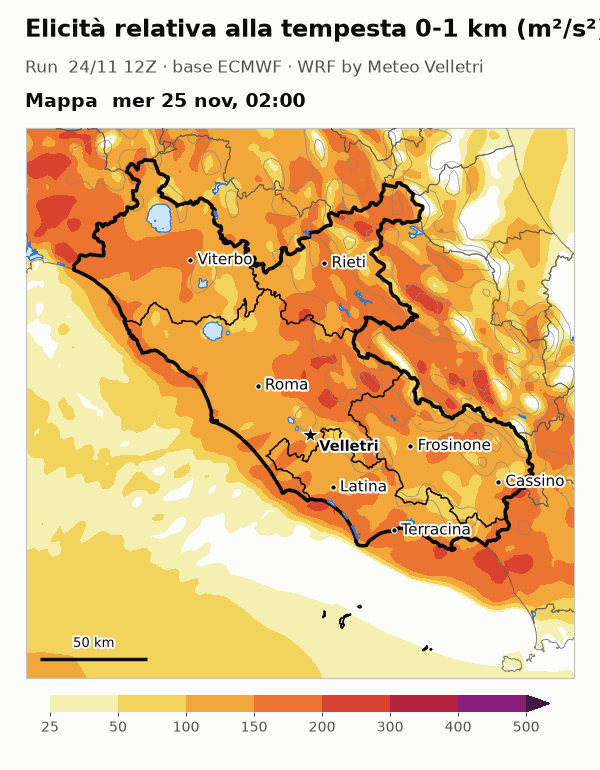 Elicità relativa alla tempesta 0-1 km (m²/s²)
Run 24/11 12Z · base ECMWF · WRF by Meteo Velletri
Mappa mer 25 nov, 02:00
Viterbo
Rieti
Roma
Velletri
Frosinone
Cassino
Latina
Terracina
50 km
25 50 100 150 200 300 400 500